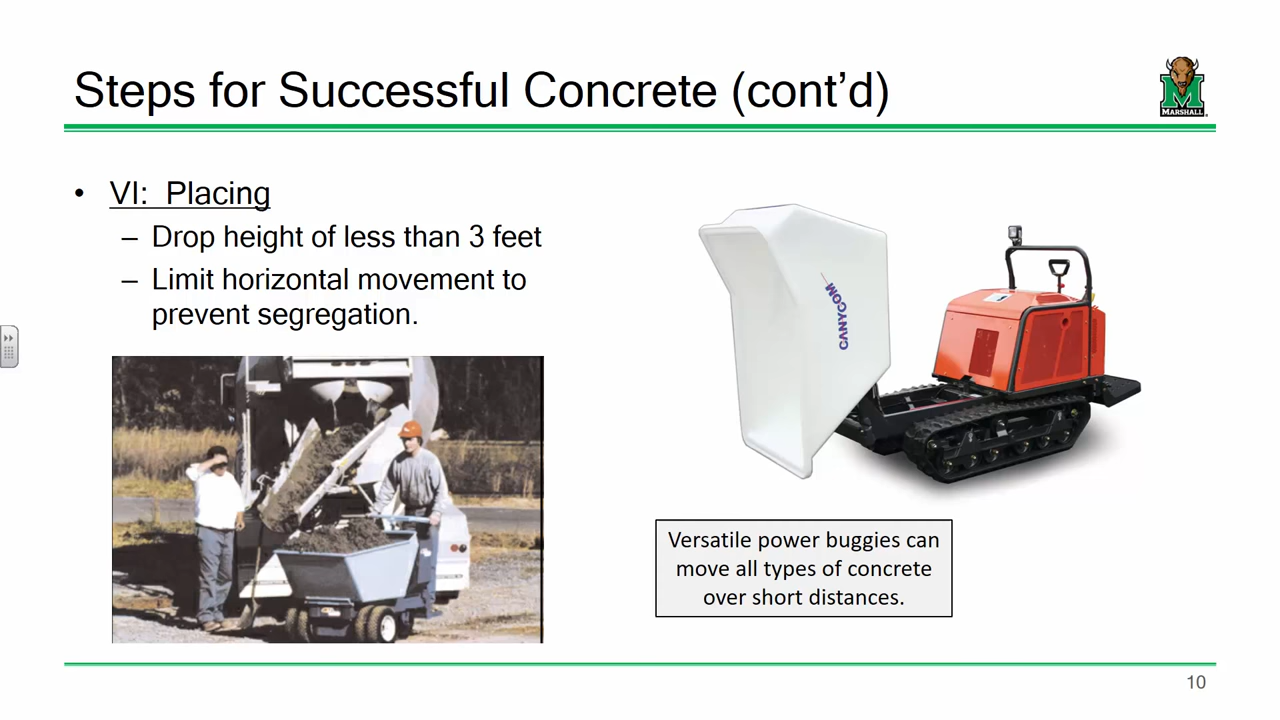 Steps for Successful Concrete (cont’d)
MARSHALL
• VI: Placing
– Drop height of less than 3 feet
– Limit horizontal movement to
prevent segregation.
CANYCOM
Versatile power buggies can
move all types of concrete
over short distances.
10